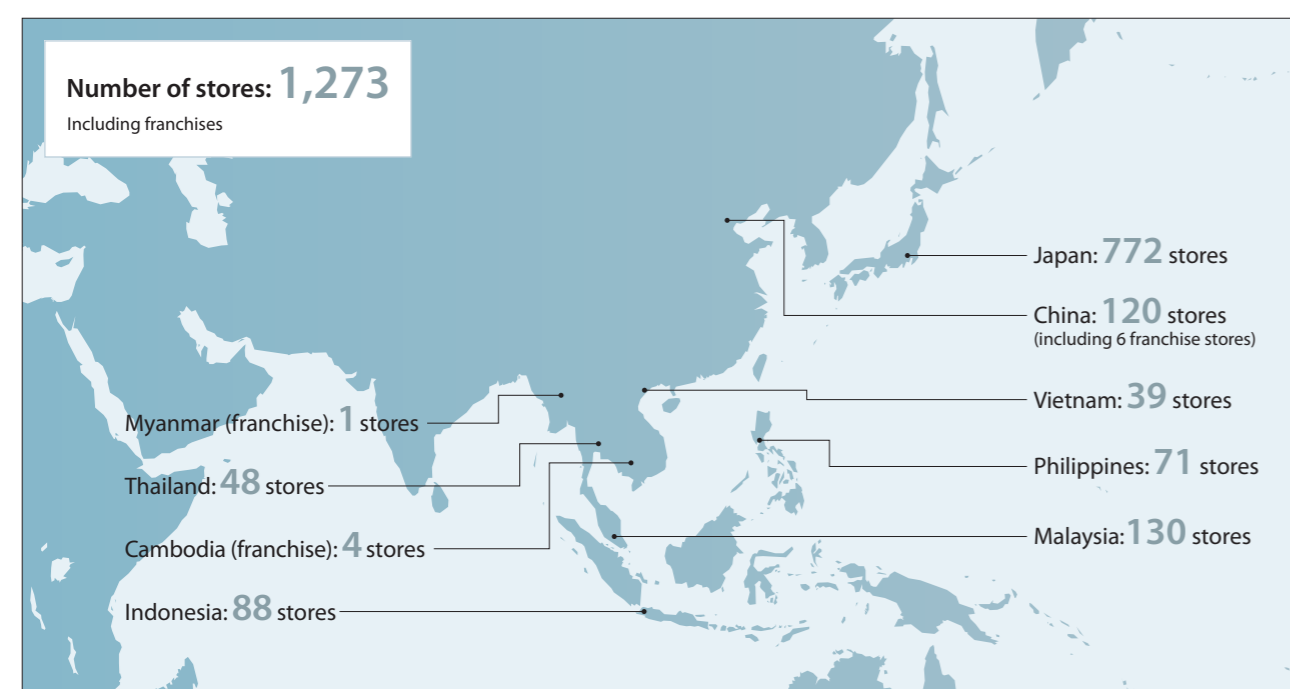 Number of stores: 1,273
Including franchises
Japan: 772 stores
China: 120 stores
(including 6 franchise stores)
Vietnam: 39 stores
Philippines: 71 stores
Malaysia: 130 stores
Myanmar (franchise): 1 stores
Thailand: 48 stores
Cambodia (franchise): 4 stores
Indonesia: 88 stores